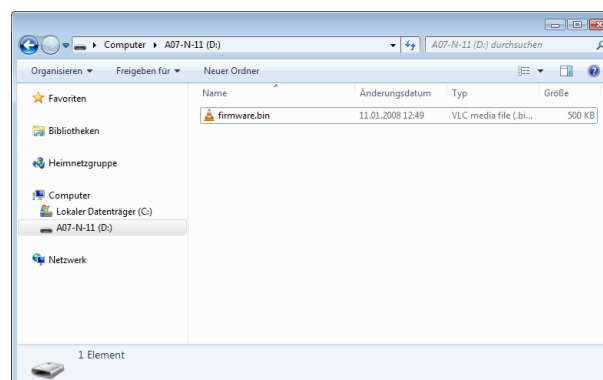 Computer ▸ A07-N-11 (D:)
A07-N-11 (D:) durchsuchen
Organisieren
Freigeben für
Neuer Ordner
Favoriten
Bibliotheken
Heimnetzgruppe
Computer
Lokaler Datenträger (C:)
A07-N-11 (D:)
Netzwerk
Name Änderungsdatum Typ Größe
firmware.bin 11.01.2008 12:49 VLC media file (.bi... 500 KB
1 Element